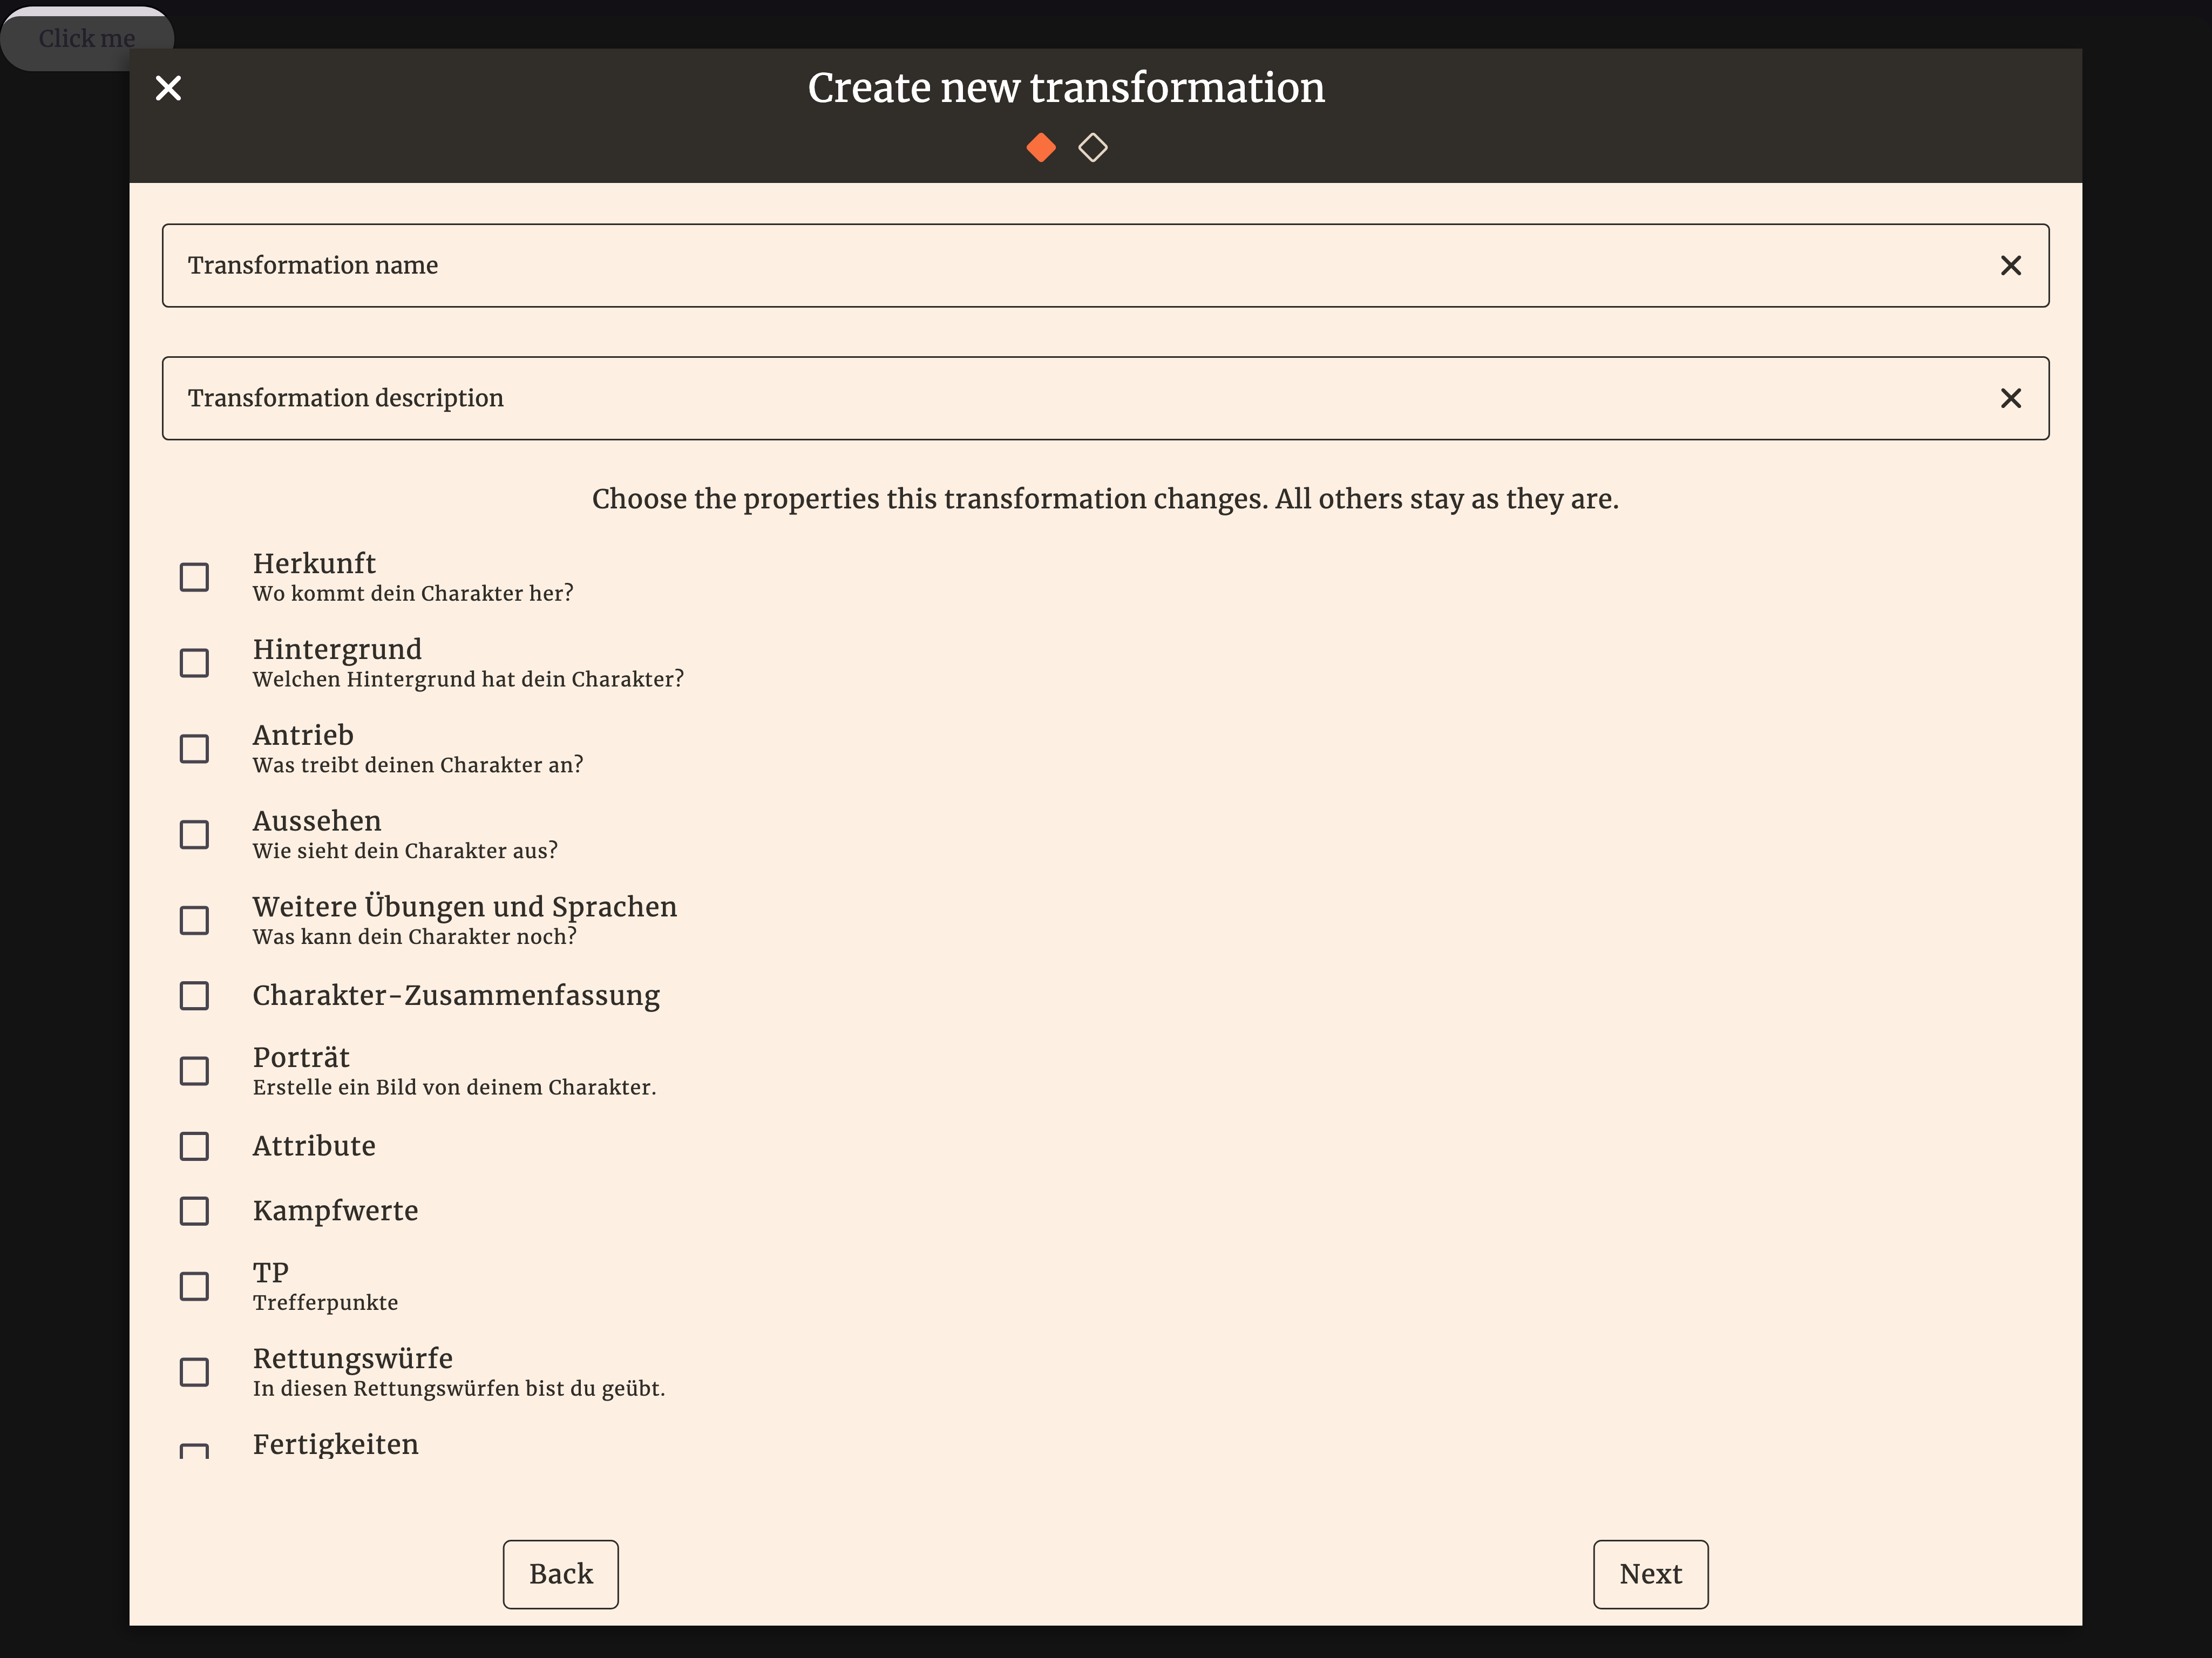 Click me
Create new transformation
Transformation name
Transformation description
Choose the properties this transformation changes. All others stay as they are.
Herkunft
Wo kommt dein Charakter her?
Hintergrund
Welchen Hintergrund hat dein Charakter?
Antrieb
Was treibt deinen Charakter an?
Aussehen
Wie sieht dein Charakter aus?
Weitere Übungen und Sprachen
Was kann dein Charakter noch?
Charakter-Zusammenfassung
Porträt
Erstelle ein Bild von deinem Charakter.
Attribute
Kampfwerte
TP
Trefferpunkte
Rettungswürfe
In diesen Rettungswürfen bist du geübt.
Fertigkeiten
Back
Next